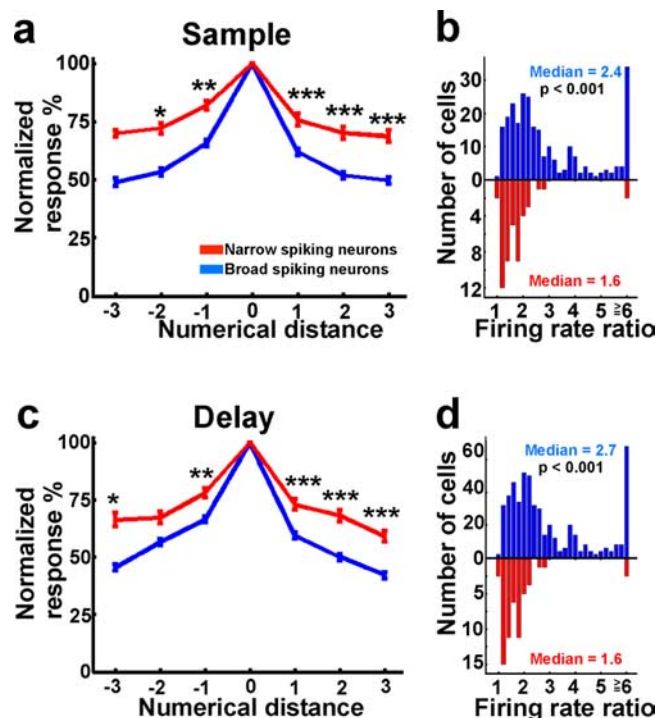 a
Sample
Normalized
response %
100
75
50
25
0
* ** *** *** ***
Narrow spiking neurons
Broad spiking neurons
-3 -2 -1 0 1 2 3
Numerical distance
b
Number of cells
30
20
10
0
4
8
12
Median = 2.4
p < 0.001
Median = 1.6
1 2 3 4 5 ≧6
Firing rate ratio
c
Delay
Normalized
response %
100
75
50
25
0
* ** *** *** ***
-3 -2 -1 0 1 2 3
Numerical distance
d
Number of cells
60
40
20
0
5
10
15
Median = 2.7
p < 0.001
Median = 1.6
1 2 3 4 5 ≧6
Firing rate ratio